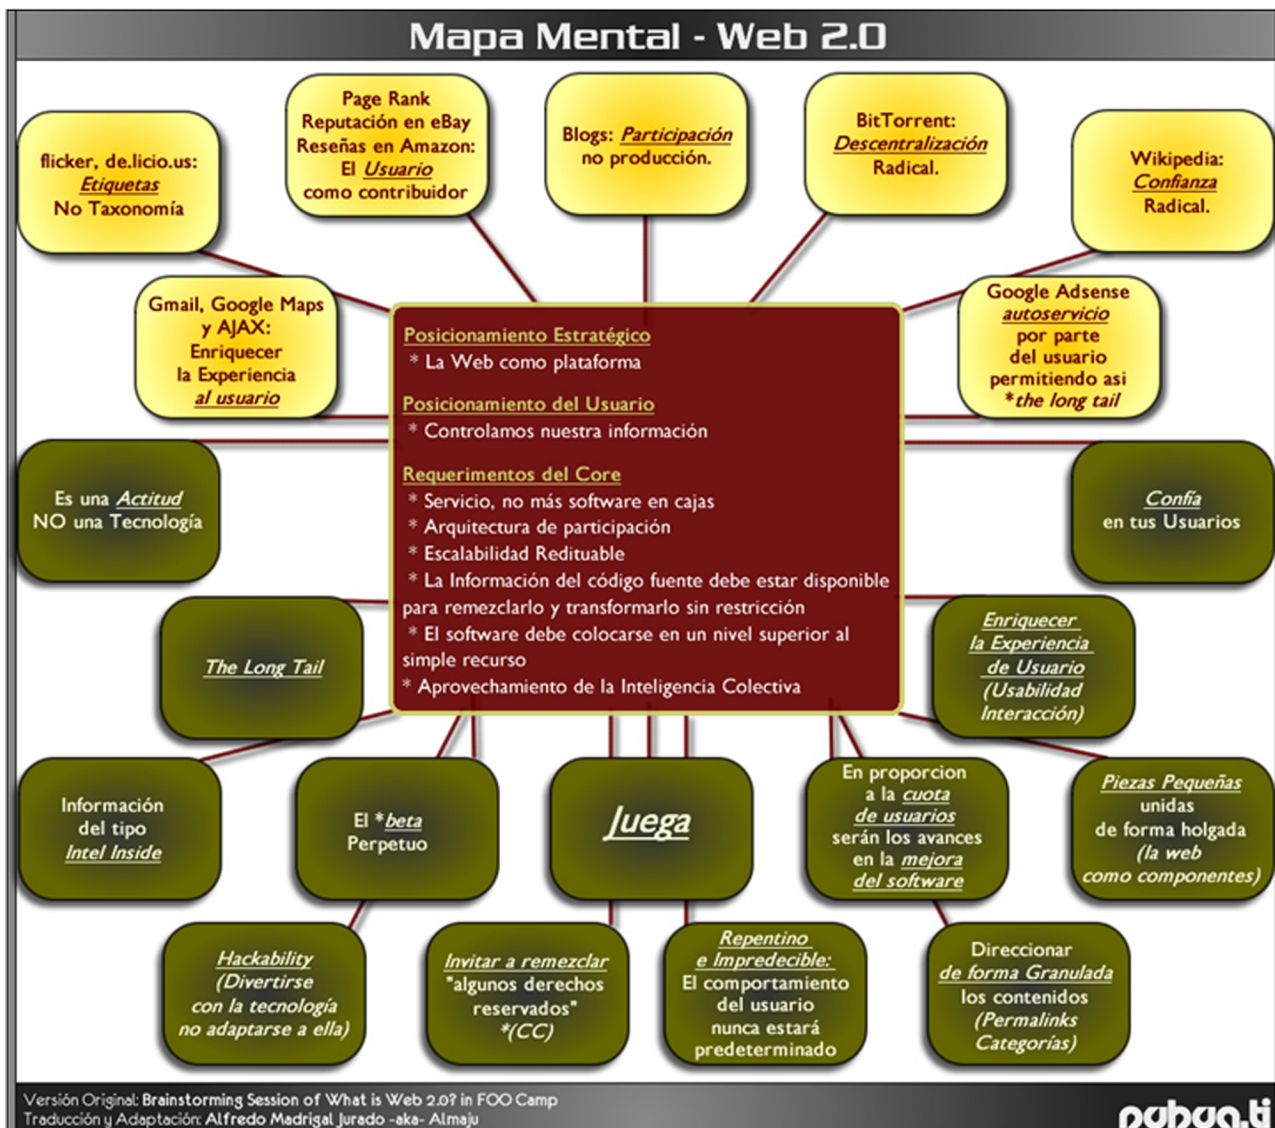 Mapa Mental - Web 2.0
flicker, de.licio.us:
Etiquetas
No Taxonomía
Page Rank
Reputación en eBay
Reseñas en Amazon:
El Usuario
como contribuidor
Blogs: Participación
no producción.
BitTorrent:
Descentralización
Radical.
Wikipedia:
Confianza
Radical.
Gmail, Google Maps
y AJAX:
Enriquecer
la Experiencia
al usuario
Google Adsense
autoservicio
por parte
del usuario
permitiendo asi
*the long tail
Posicionamiento Estratégico
* La Web como plataforma
Posicionamiento del Usuario
* Controlamos nuestra información
Requerimentos del Core
* Servicio, no más software en cajas
* Arquitectura de participación
* Escalabilidad Redituable
* La Información del código fuente debe estar disponible
para remezclarlo y transformarlo sin restricción
* El software debe colocarse en un nivel superior al
simple recurso
* Aprovechamiento de la Inteligencia Colectiva
Es una Actitud
NO una Tecnología
Confía
en tus Usuarios
The Long Tail
Enriquecer
la Experiencia
de Usuario
(Usabilidad
Interacción)
Información
del tipo
Intel Inside
El *beta
Perpetuo
Juega
En proporcion
a la cuota
de usuarios
serán los avances
en la mejora
del software
Piezas Pequeñas
unidas
de forma holgada
(la web
como componentes)
Hackability
(Divertirse
con la tecnología
no adaptarse a ella)
Invitar a remezclar
"algunos derechos
reservados"
*(CC)
Repentino
e Impredecible:
El comportamiento
del usuario
nunca estará
predeterminado
Direccionar
de forma Granulada
los contenidos
(Permalinks
Categorías)
Versión Original: Brainstorming Session of What is Web 2.0? in FOO Camp
Traducción y Adaptación: Alfredo Madrigal Jurado -aka- Almaju